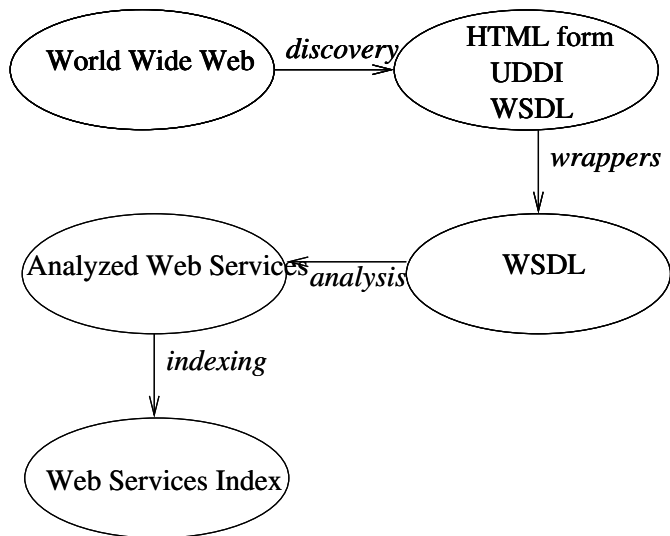 World Wide Web
discovery
HTML form
UDDI
WSDL
wrappers
WSDL
analysis
Analyzed Web Services
indexing
Web Services Index